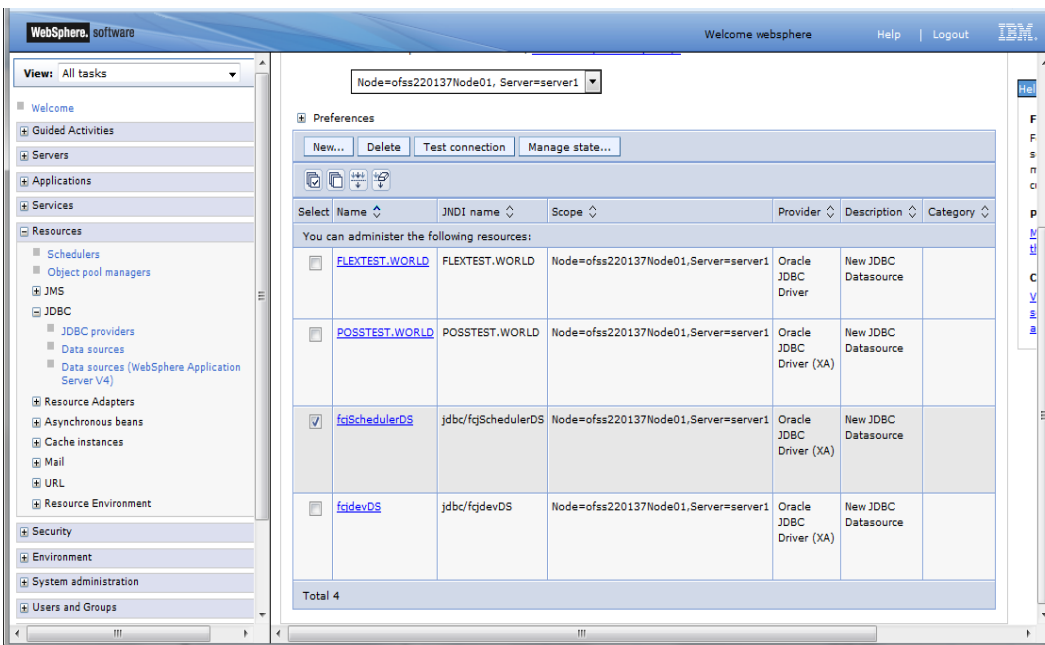 WebSphere. software
Welcome websphere
Help | Logout
IBM.
View: All tasks
Welcome
Guided Activities
Servers
Applications
Services
Resources
Schedulers
Object pool managers
JMS
JDBC
JDBC providers
Data sources
Data sources (WebSphere Application
Server V4)
Resource Adapters
Asynchronous beans
Cache instances
Mail
URL
Resource Environment
Security
Environment
System administration
Users and Groups
Node=ofss220137Node01, Server=server1
Preferences
New... Delete Test connection Manage state...
Select Name JNDI name Scope Provider Description Category
You can administer the following resources:
FLEXTEST.WORLD FLEXTEST.WORLD Node=ofss220137Node01,Server=server1 Oracle New JDBC
JDBC Datasource
Driver
POSSTEST.WORLD POSSTEST.WORLD Node=ofss220137Node01,Server=server1 Oracle New JDBC
JDBC Datasource
Driver (XA)
fcjSchedulerDS jdbc/fcjSchedulerDS Node=ofss220137Node01,Server=server1 Oracle New JDBC
JDBC Datasource
Driver (XA)
fcjdevDS jdbc/fcjdevDS Node=ofss220137Node01,Server=server1 Oracle New JDBC
JDBC Datasource
Driver (XA)
Total 4
Hel